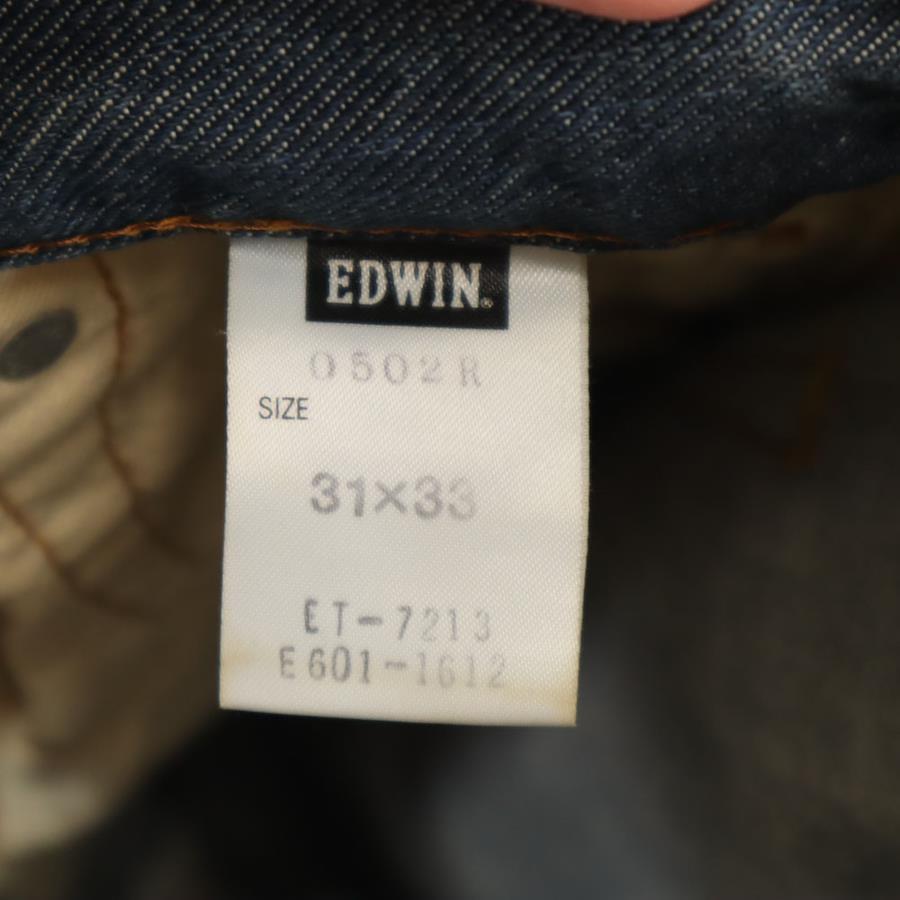 EDWIN.
0502R
SIZE
31×33
ET-7213
E601-1612